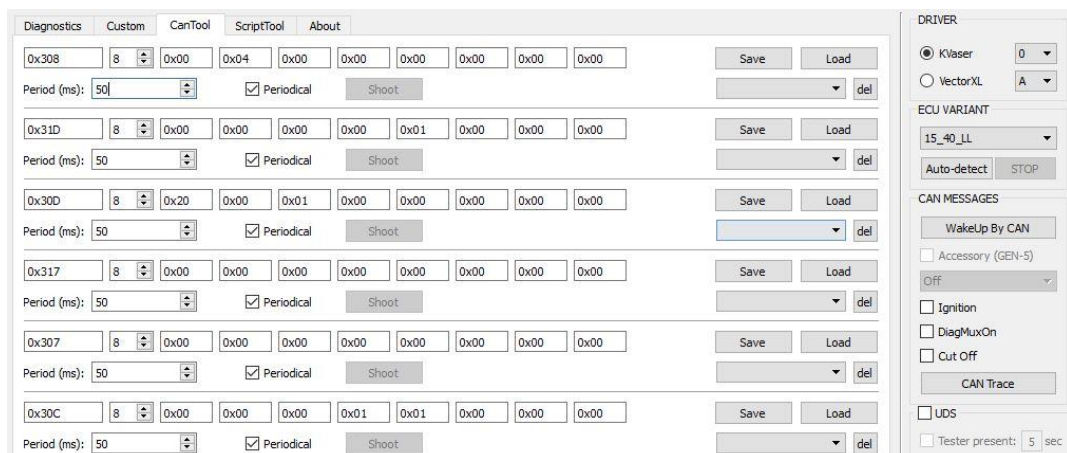 Diagnostics Custom CanTool ScriptTool About
0x308 8 0x00 0x04 0x00 0x00 0x00 0x00 0x00 0x00 Save Load
Period (ms): 50 Periodical Shoot del
0x31D 8 0x00 0x00 0x00 0x00 0x01 0x00 0x00 0x00 Save Load
Period (ms): 50 Periodical Shoot del
0x30D 8 0x20 0x00 0x01 0x00 0x00 0x00 0x00 0x00 Save Load
Period (ms): 50 Periodical Shoot del
0x317 8 0x00 0x00 0x00 0x00 0x00 0x00 0x00 0x00 Save Load
Period (ms): 50 Periodical Shoot del
0x307 8 0x00 0x00 0x00 0x00 0x00 0x00 0x00 0x00 Save Load
Period (ms): 50 Periodical Shoot del
0x30C 8 0x00 0x00 0x00 0x01 0x01 0x00 0x00 0x00 Save Load
Period (ms): 50 Periodical Shoot del
DRIVER
KVaser 0
VectorXL A
ECU VARIANT
15_40_LL
Auto-detect STOP
CAN MESSAGES
WakeUp By CAN
Accessory (GEN-5)
Off
Ignition
DiagMuxOn
Cut Off
CAN Trace
UDS
Tester present: 5 sec